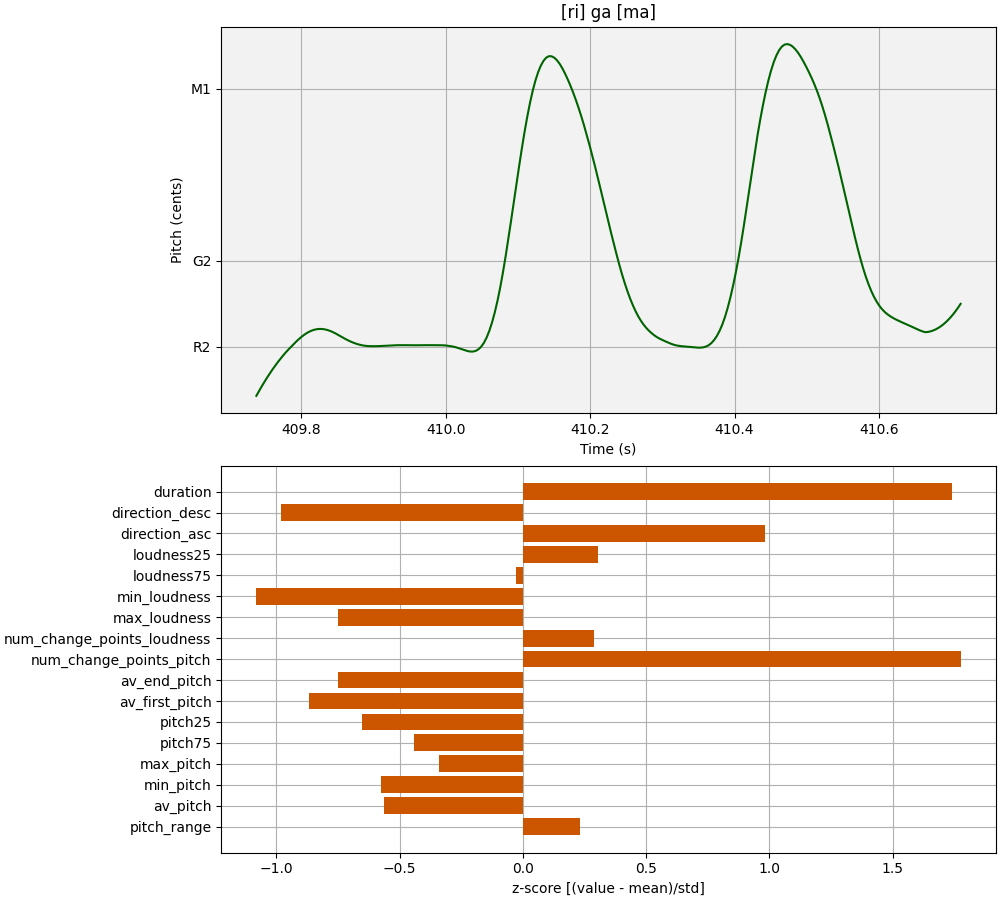 [ri] ga [ma]
M1
G2
R2
Pitch (cents)
409.8 410.0 410.2 410.4 410.6
Time (s)
duration
direction_desc
direction_asc
loudness25
loudness75
min_loudness
max_loudness
num_change_points_loudness
num_change_points_pitch
av_end_pitch
av_first_pitch
pitch25
pitch75
max_pitch
min_pitch
av_pitch
pitch_range
−1.0 −0.5 0.0 0.5 1.0 1.5
z-score [(value - mean)/std]